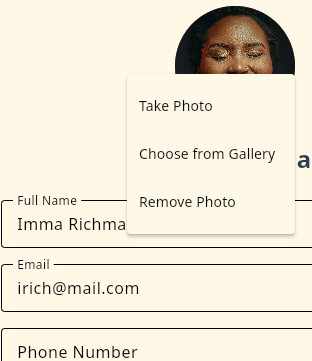 Take Photo
Choose from Gallery
Remove Photo
a
Full Name
Imma Richma
Email
irich@mail.com
Phone Number